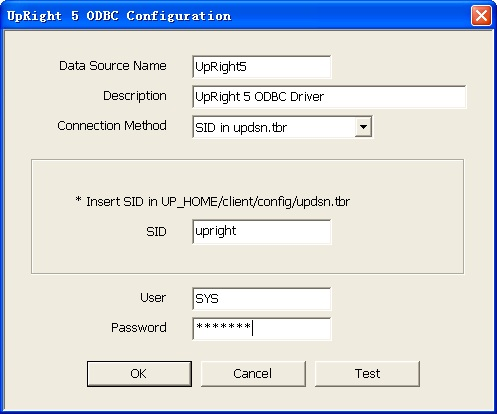 UpRight 5 ODBC Configuration
Data Source Name UpRight5
Description UpRight 5 ODBC Driver
Connection Method SID in updsn.tbr
* Insert SID in UP_HOME/client/config/updsn.tbr
SID upright
User SYS
Password *******
OK Cancel Test